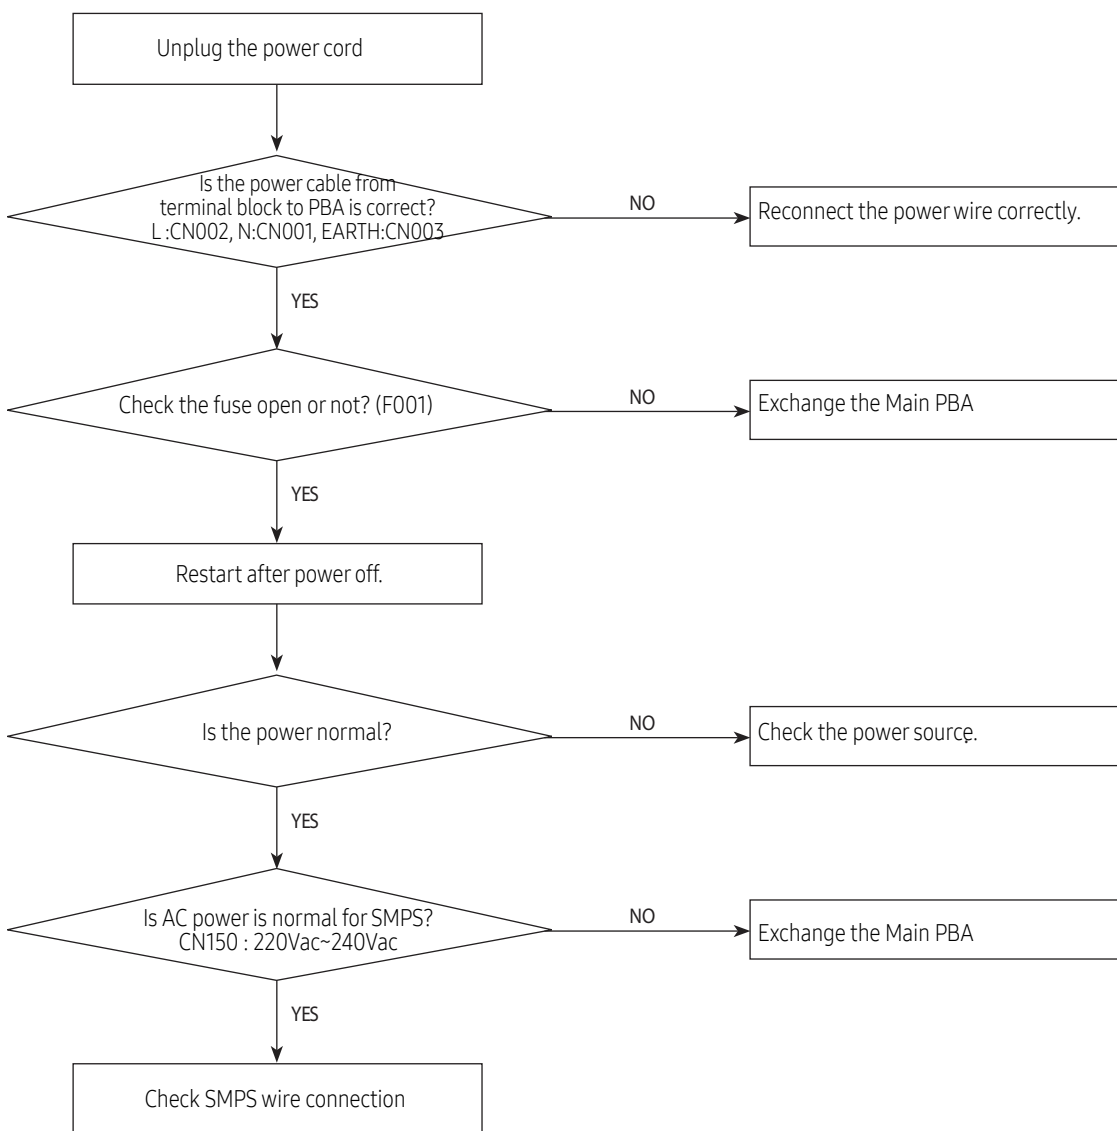 Unplug the power cord
Is the power cable from
terminal block to PBA is correct?
L :CN002, N:CN001, EARTH:CN003
NO
Reconnect the power wire correctly.
YES
Check the fuse open or not? (F001)
NO
Exchange the Main PBA
YES
Restart after power off.
Is the power normal?
NO
Check the power source.
YES
Is AC power is normal for SMPS?
CN150 : 220Vac~240Vac
NO
Exchange the Main PBA
YES
Check SMPS wire connection